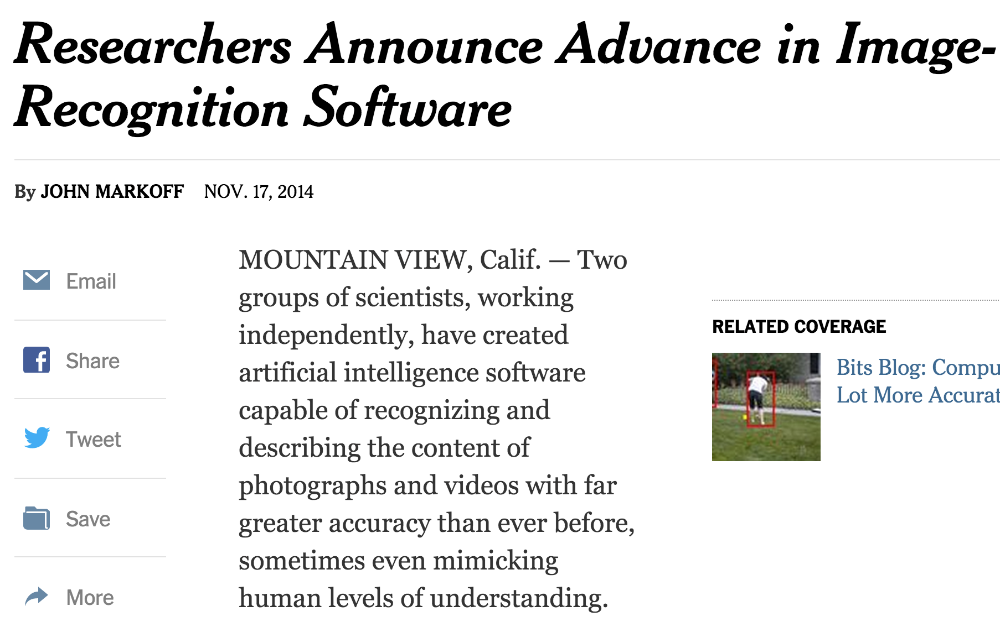 Researchers Announce Advance in Image-
Recognition Software
By JOHN MARKOFF NOV. 17, 2014
Email
Share
Tweet
Save
More
MOUNTAIN VIEW, Calif. — Two
groups of scientists, working
independently, have created
artificial intelligence software
capable of recognizing and
describing the content of
photographs and videos with far
greater accuracy than ever before,
sometimes even mimicking
human levels of understanding.
RELATED COVERAGE
Bits Blog: Compu
Lot More Accurat